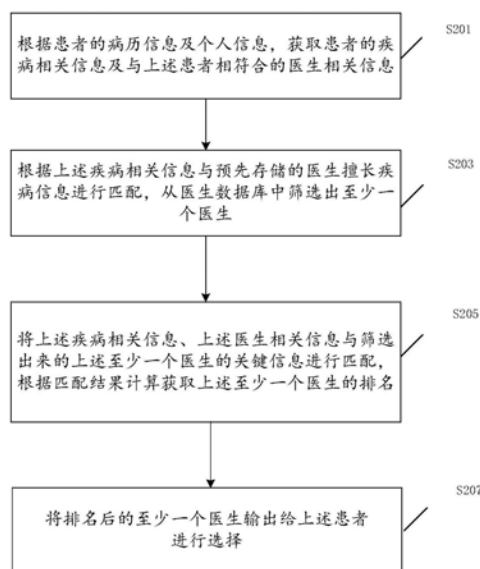 S201
根据患者的病历信息及个人信息，获取患者的疾
病相关信息及与上述患者相符合的医生相关信息
S203
根据上述疾病相关信息与预先存储的医生擅长疾
病信息进行匹配，从医生数据库中筛选出至少一
个医生
S205
将上述疾病相关信息、上述医生相关信息与筛选
出来的上述至少一个医生的关键信息进行匹配，
根据匹配结果计算获取上述至少一个医生的排名
S207
将排名后的至少一个医生输出给上述患者
进行选择